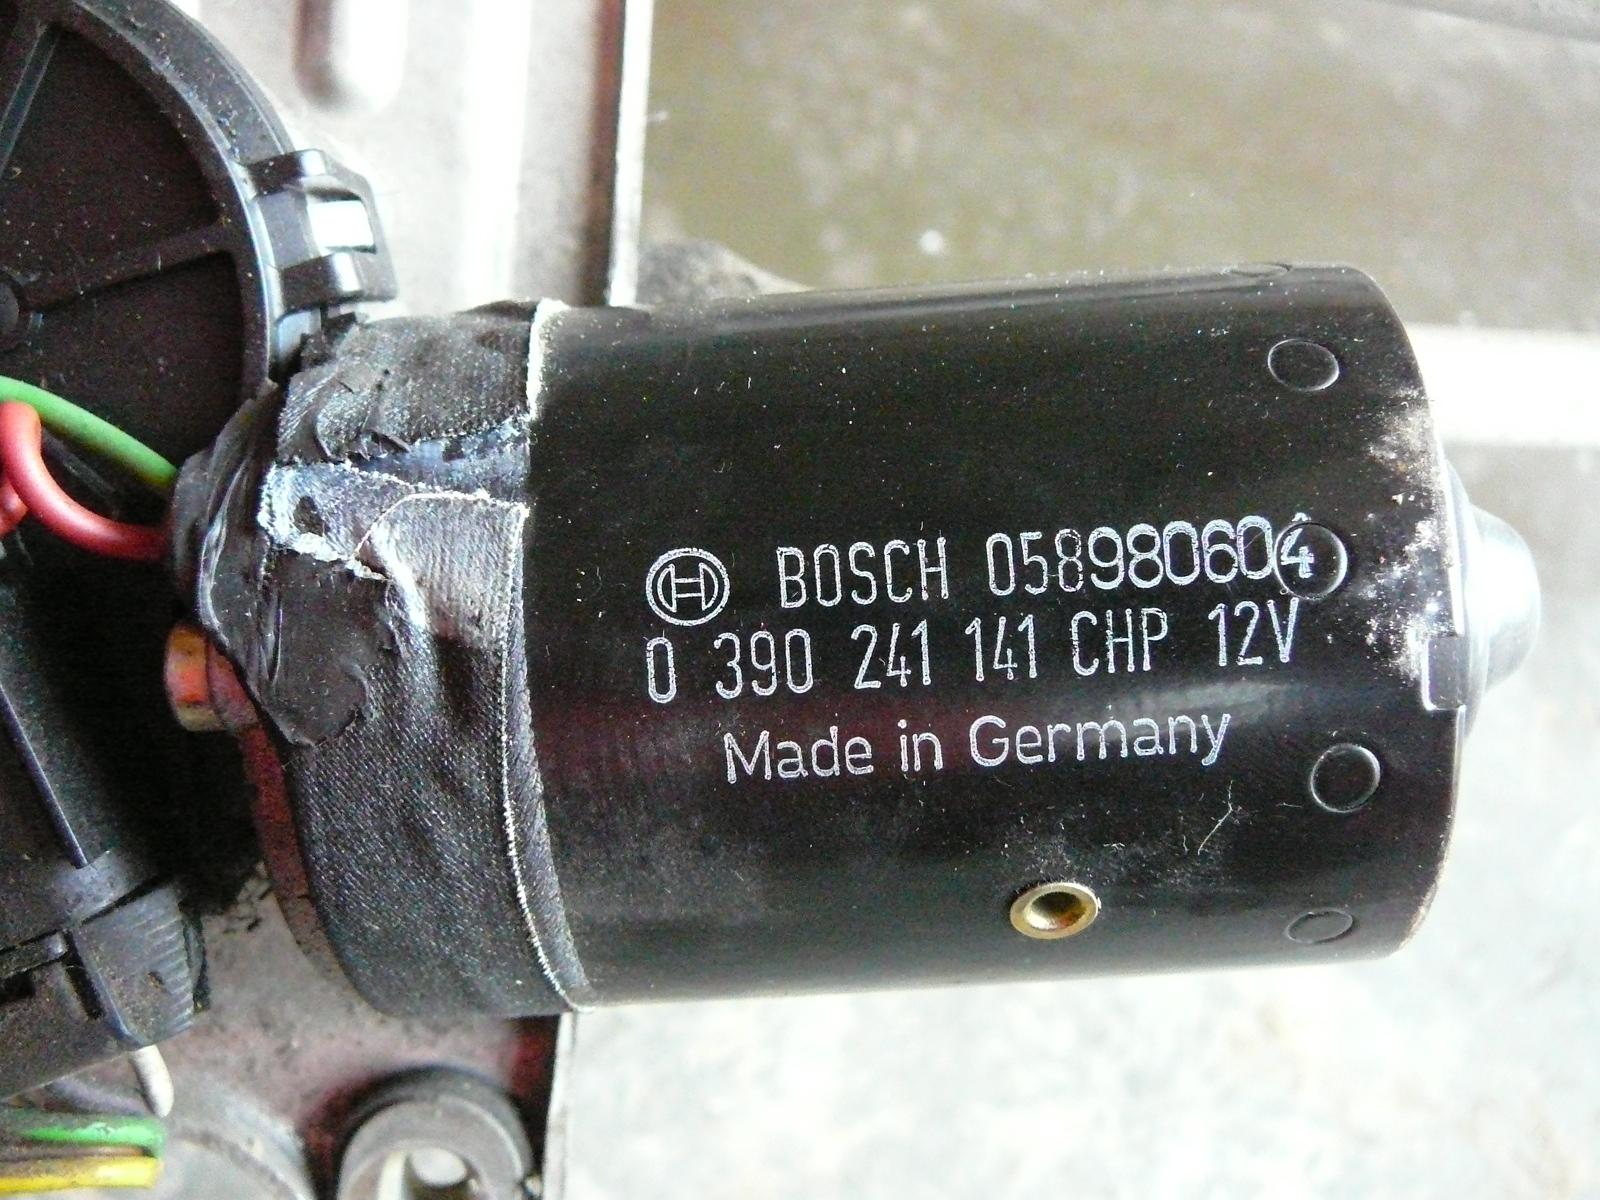 BOSCH 058980604
0 390 241 141 CHP 12V
Made in Germany